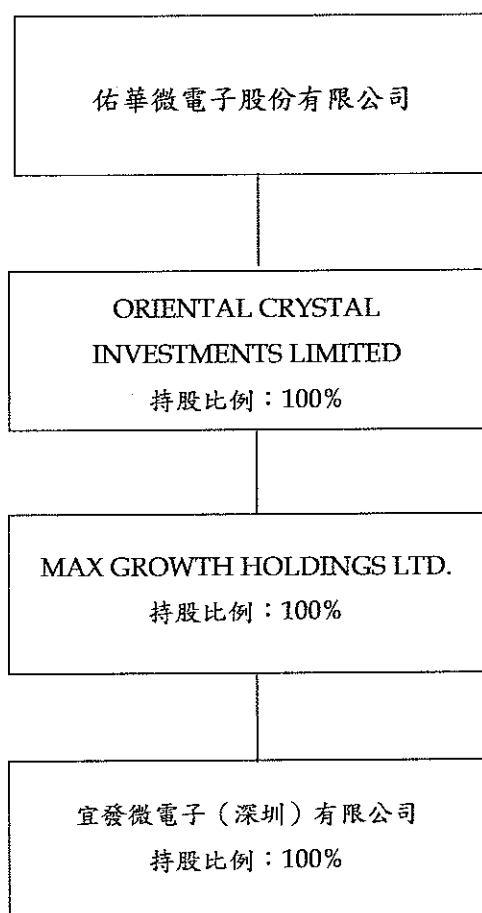 佑華微電子股份有限公司
ORIENTAL CRYSTAL
INVESTMENTS LIMITED
持股比例：100%
MAX GROWTH HOLDINGS LTD.
持股比例：100%
宜發微電子（深圳）有限公司
持股比例：100%